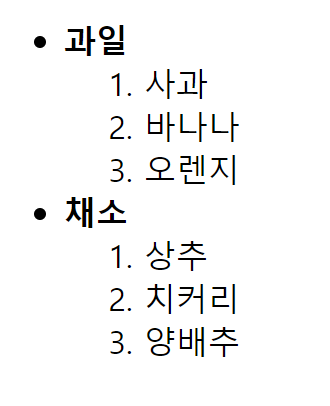 • 과일
1. 사과
2. 바나나
3. 오렌지
• 채소
1. 상추
2. 치커리
3. 양배추